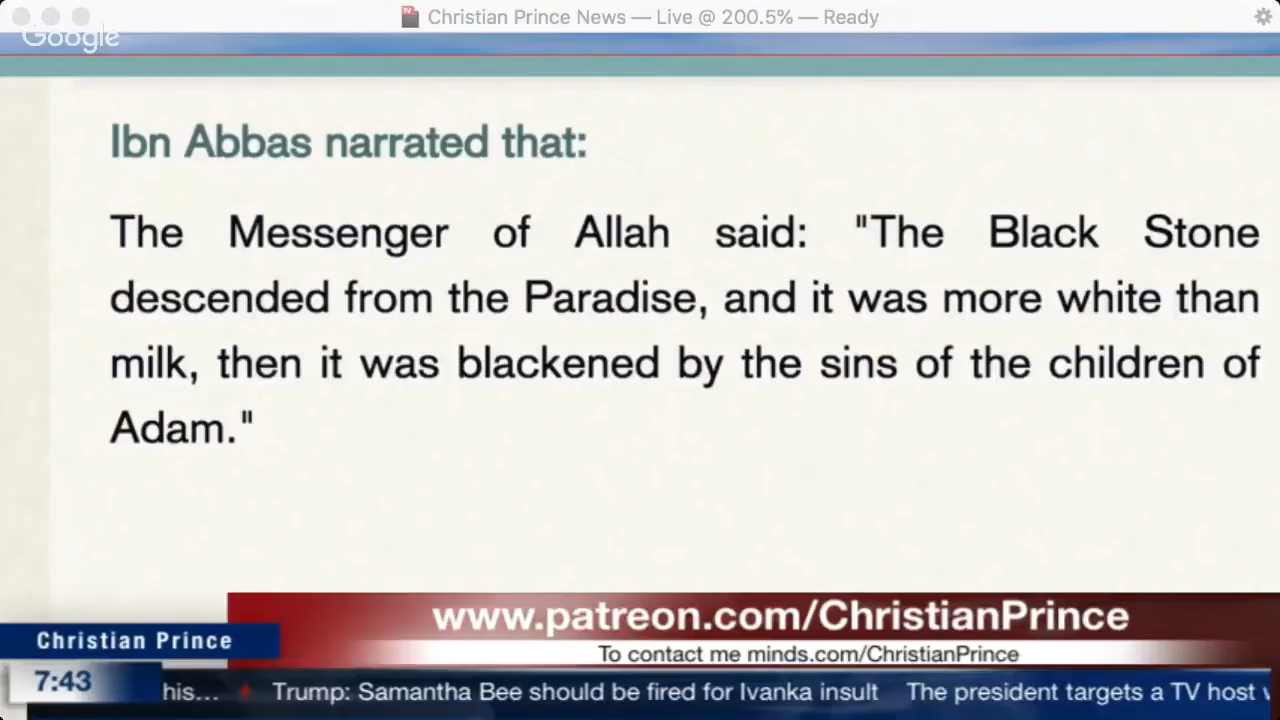 Christian Prince News — Live @ 200.5% — Ready
Google
Ibn Abbas narrated that:
The Messenger of Allah said: "The Black Stone
descended from the Paradise, and it was more white than
milk, then it was blackened by the sins of the children of
Adam."
www.patreon.com/ChristianPrince
To contact me minds.com/ChristianPrince
Christian Prince
7:43
his... Trump: Samantha Bee should be fired for Ivanka insult The president targets a TV host